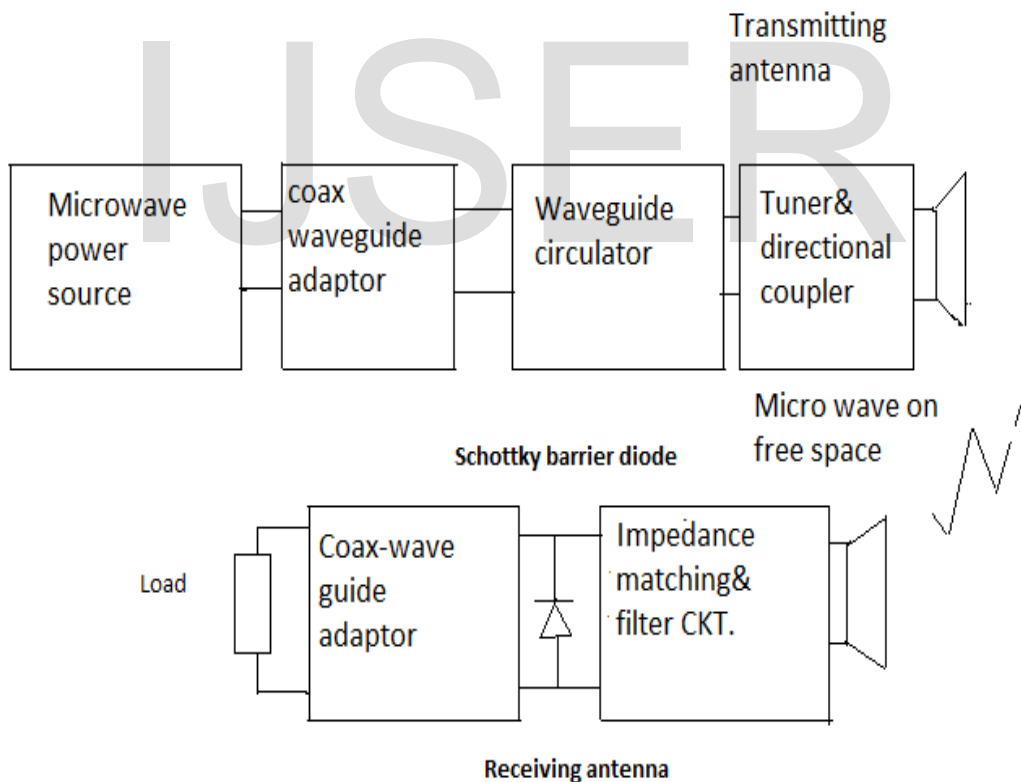 IJSER
Transmitting
antenna
Microwave
power
source
coax
waveguide
adaptor
Waveguide
circulator
Tuner&
directional
coupler
Micro wave on
free space
Schottky barrier diode
Load
Coax-wave
guide
adaptor
Impedance
matching&
filter CKT.
Receiving antenna